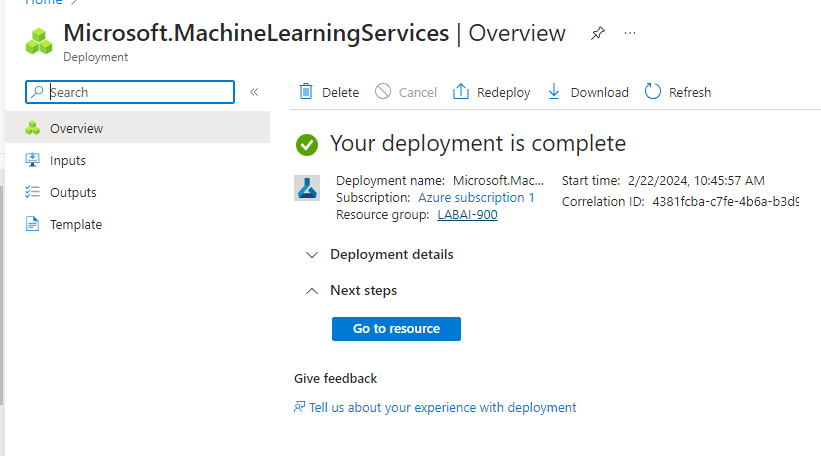 Home
Microsoft.MachineLearningServices | Overview
Deployment
Search
Overview
Inputs
Outputs
Template
Delete Cancel Redeploy Download Refresh
Your deployment is complete
Deployment name: Microsoft.Mac... Start time: 2/22/2024, 10:45:57 AM
Subscription: Azure subscription 1 Correlation ID: 4381fcba-c7fe-4b6a-b3d9
Resource group: LABAI-900
Deployment details
Next steps
Go to resource
Give feedback
Tell us about your experience with deployment